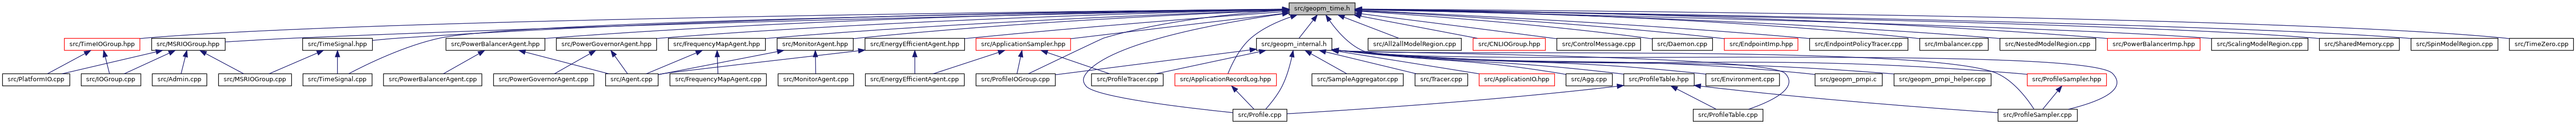 src/geopm_time.h
src/TimeIOGroup.hpp
src/MSRIOGroup.hpp
src/TimeSignal.hpp
src/PowerBalancerAgent.hpp
src/PowerGovernorAgent.hpp
src/FrequencyMapAgent.hpp
src/MonitorAgent.hpp
src/EnergyEfficientAgent.hpp
src/ApplicationSampler.hpp
src/geopm_internal.h
src/All2allModelRegion.cpp
src/CNLIOGroup.hpp
src/ControlMessage.cpp
src/Daemon.cpp
src/EndpointImp.hpp
src/EndpointPolicyTracer.cpp
src/Imbalancer.cpp
src/NestedModelRegion.cpp
src/PowerBalancerImp.hpp
src/ScalingModelRegion.cpp
src/SharedMemory.cpp
src/SpinModelRegion.cpp
src/TimeZero.cpp
src/PlatformIO.cpp
src/IOGroup.cpp
src/Admin.cpp
src/MSRIOGroup.cpp
src/TimeSignal.cpp
src/PowerBalancerAgent.cpp
src/PowerGovernorAgent.cpp
src/Agent.cpp
src/FrequencyMapAgent.cpp
src/MonitorAgent.cpp
src/EnergyEfficientAgent.cpp
src/ProfileIOGroup.cpp
src/ProfileTracer.cpp
src/ApplicationRecordLog.hpp
src/SampleAggregator.cpp
src/Tracer.cpp
src/ApplicationIO.hpp
src/Agg.cpp
src/ProfileTable.hpp
src/Environment.cpp
src/geopm_pmpi.c
src/geopm_pmpi_helper.cpp
src/ProfileSampler.hpp
src/Profile.cpp
src/ProfileTable.cpp
src/ProfileSampler.cpp